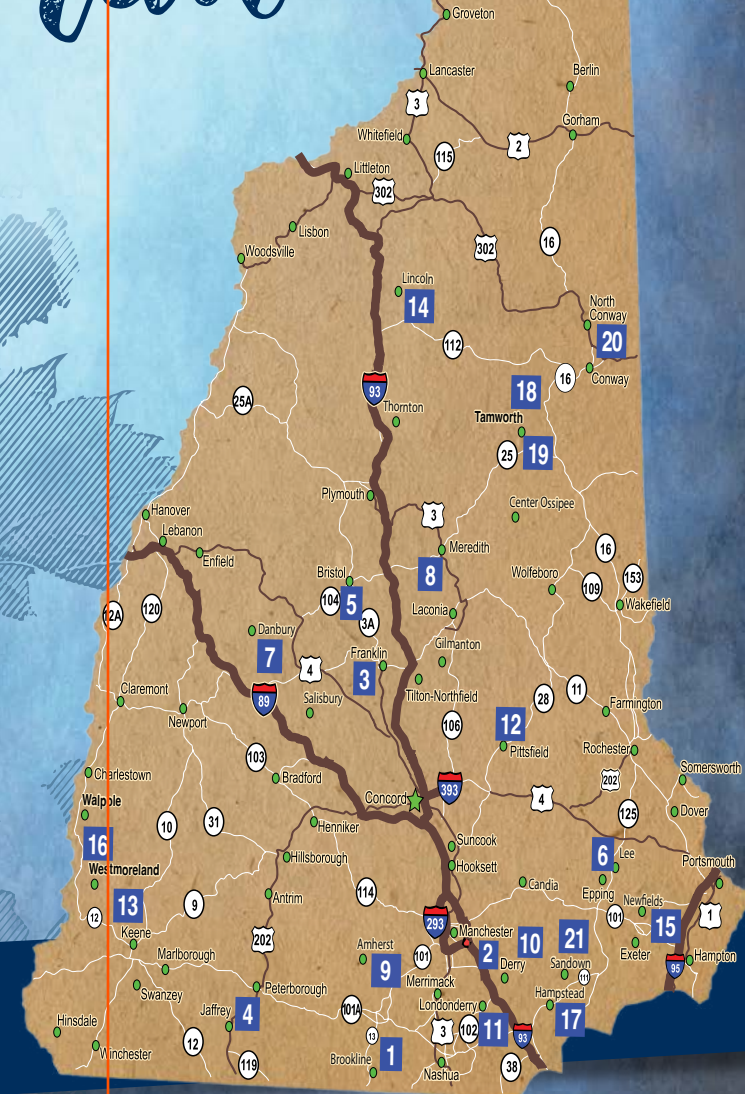 Groveton
Lancaster
Berlin
3
Gorham
Whitefield
2
115
Littleton
302
Lisbon
302
16
Woodsville
Lincoln
14
North
Conway
20
112
Conway
16
18
93
25A
Thornton
Tamworth
25
19
Plymouth
Center Ossipee
Hanover
3
Lebanon
Enfield
Meredith
16
8
Bristol
Wolfeboro
153
109
104
5
Wakefield
120
Laconia
3A
Danbury
Gilmanton
7
Franklin
4
3
Tilton-Northfield
11
28
Claremont
89
Salisbury
Farmington
Newport
106
12
Pittsfield
Rochester
103
Somersworth
Charlestown
Bradford
202
393
Concord
4
Walpole
Dover
125
10
31
Henniker
16
Suncook
Lee
6
Hillsborough
Hooksett
Portsmouth
Westmoreland
Candia
Epping
Antrim
114
Newfields
13
9
12
101
1
293
15
Keene
Manchester
202
10
21
Exeter
Amherst
101
2
Marlborough
Hampton
9
Derry
Sandown
95
111
Swanzey
Peterborough
Merrimack
Hampstead
Jaffrey
4
Londonderry
101A
17
Hinsdale
3
102
11
93
13
12
Winchester
1
119
Brookline
38
Nashua